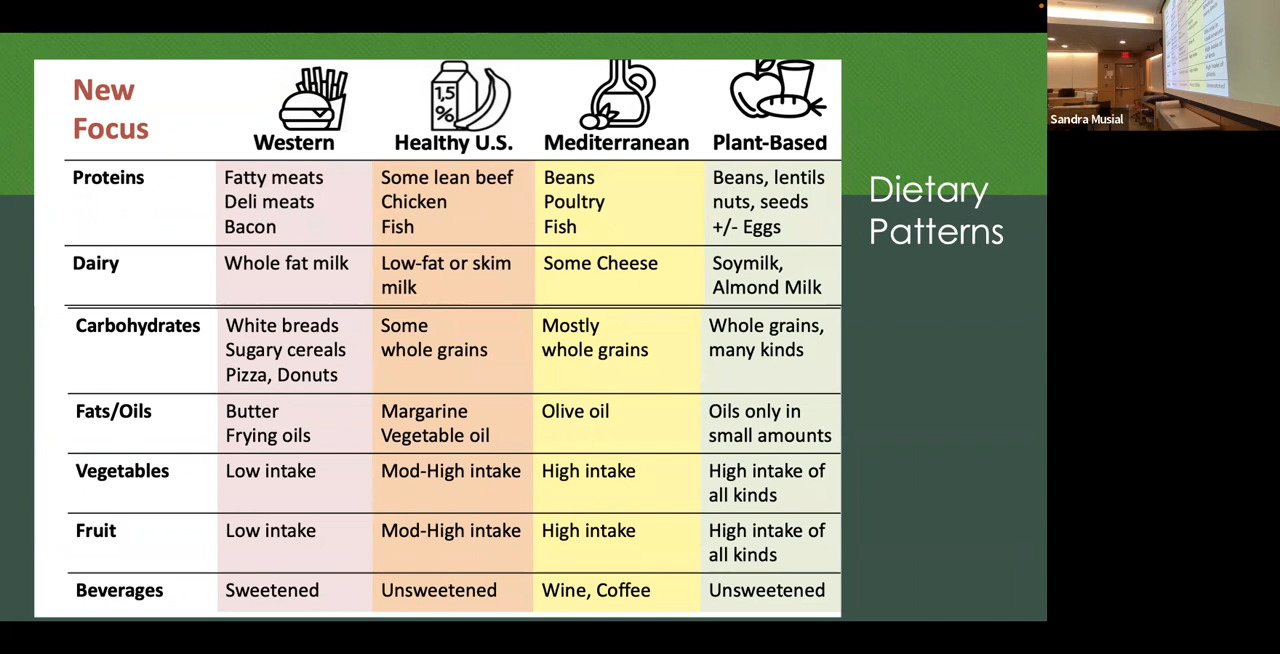 New
Focus
1,5
%
Western
Healthy U.S.
Mediterranean
Plant-Based
Proteins
Fatty meats
Deli meats
Bacon
Some lean beef
Chicken
Fish
Beans
Poultry
Fish
Beans, lentils
nuts, seeds
+/- Eggs
Dairy
Whole fat milk
Low-fat or skim
milk
Some Cheese
Soymilk,
Almond Milk
Carbohydrates
White breads
Sugary cereals
Pizza, Donuts
Some
whole grains
Mostly
whole grains
Whole grains,
many kinds
Fats/Oils
Butter
Frying oils
Margarine
Vegetable oil
Olive oil
Oils only in
small amounts
Vegetables
Low intake
Mod-High intake
High intake
High intake of
all kinds
Fruit
Low intake
Mod-High intake
High intake
High intake of
all kinds
Beverages
Sweetened
Unsweetened
Wine, Coffee
Unsweetened
Dietary
Patterns
Sandra Musial